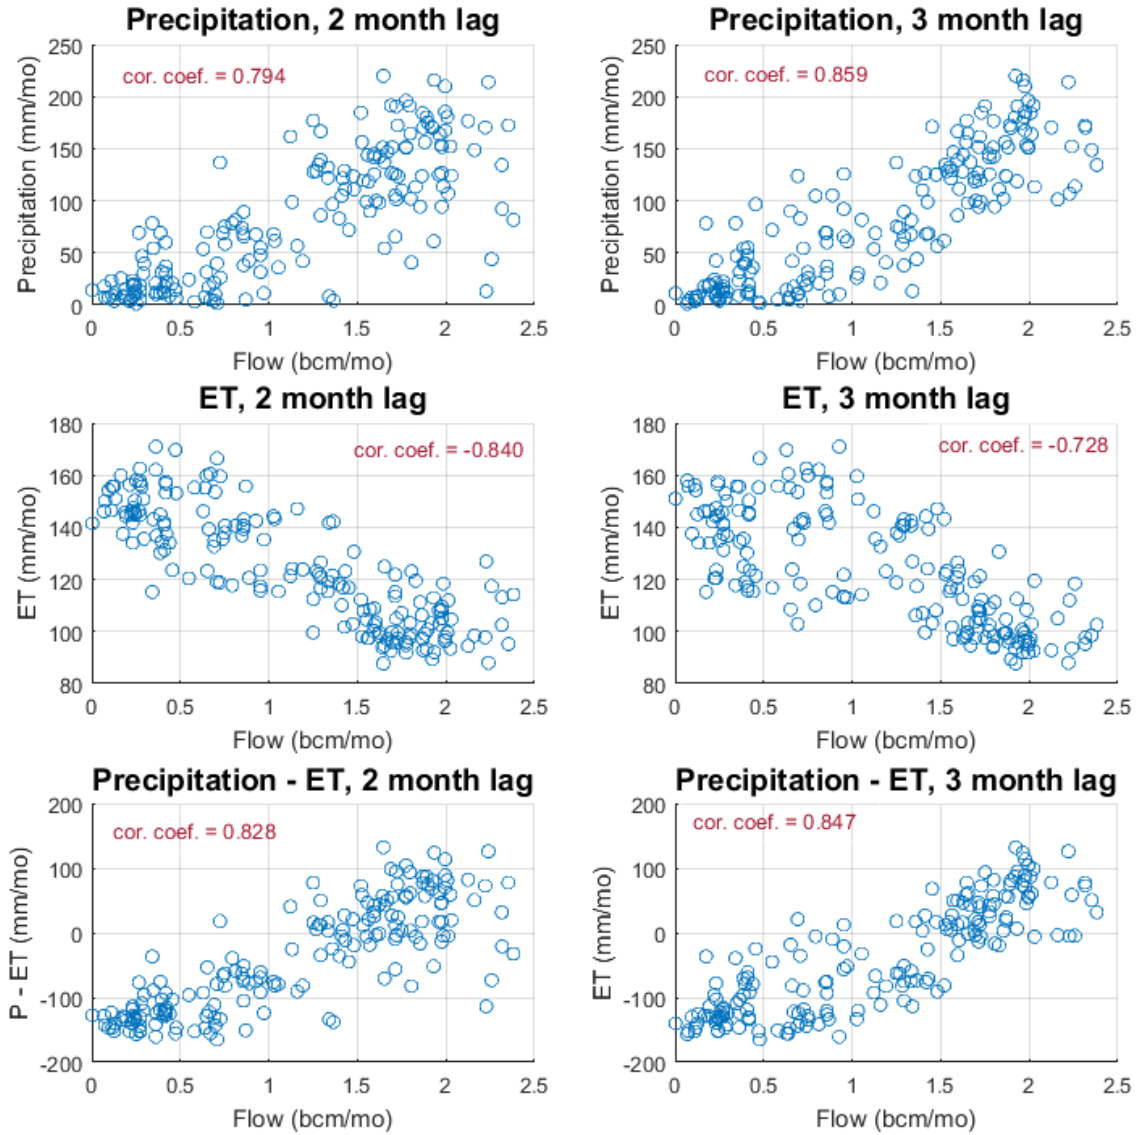 Precipitation, 2 month lag
cor. coef. = 0.794
Precipitation (mm/mo)
250
200
150
100
50
0
0 0.5 1 1.5 2 2.5
Flow (bcm/mo)
Precipitation, 3 month lag
cor. coef. = 0.859
Precipitation (mm/mo)
250
200
150
100
50
0
0 0.5 1 1.5 2 2.5
Flow (bcm/mo)
ET, 2 month lag
cor. coef. = -0.840
ET (mm/mo)
180
160
140
120
100
80
0 0.5 1 1.5 2 2.5
Flow (bcm/mo)
ET, 3 month lag
cor. coef. = -0.728
ET (mm/mo)
180
160
140
120
100
80
0 0.5 1 1.5 2 2.5
Flow (bcm/mo)
Precipitation - ET, 2 month lag
cor. coef. = 0.828
P - ET (mm/mo)
200
100
0
-100
-200
0 0.5 1 1.5 2 2.5
Flow (bcm/mo)
Precipitation - ET, 3 month lag
cor. coef. = 0.847
ET (mm/mo)
200
100
0
-100
-200
0 0.5 1 1.5 2 2.5
Flow (bcm/mo)